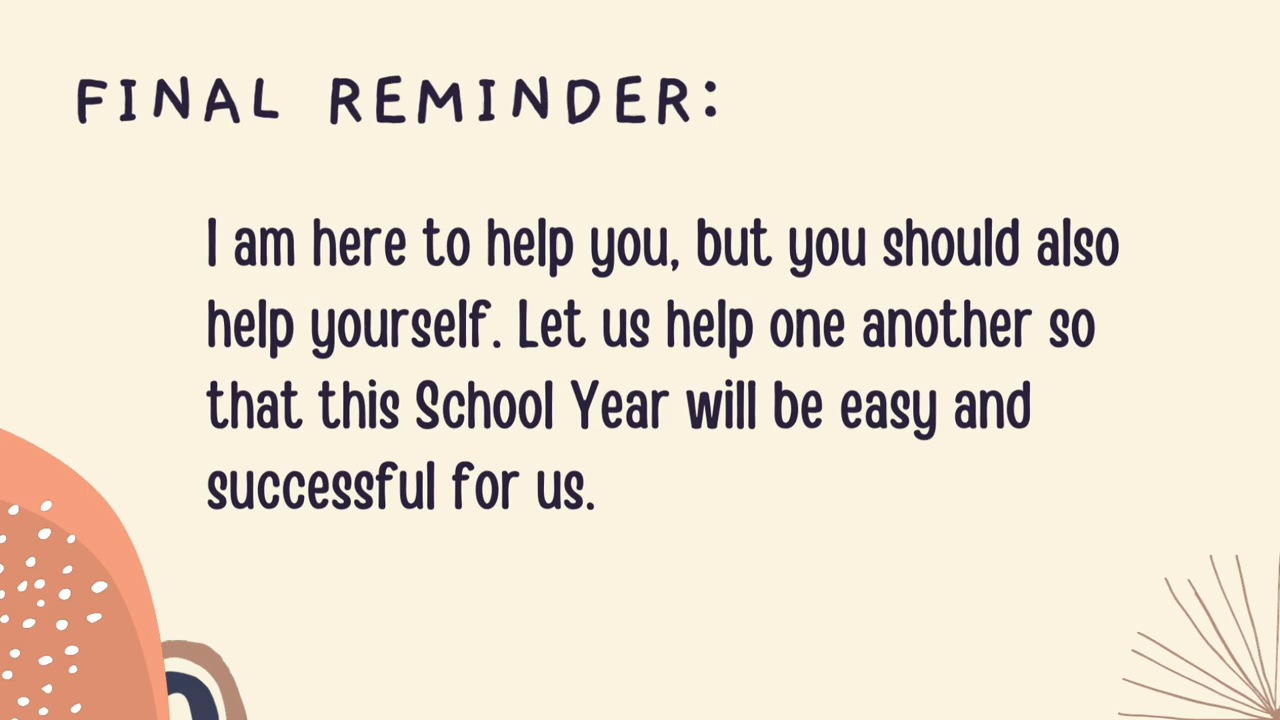 FINAL REMINDER:
I am here to help you, but you should also
help yourself. Let us help one another so
that this School Year will be easy and
successful for us.